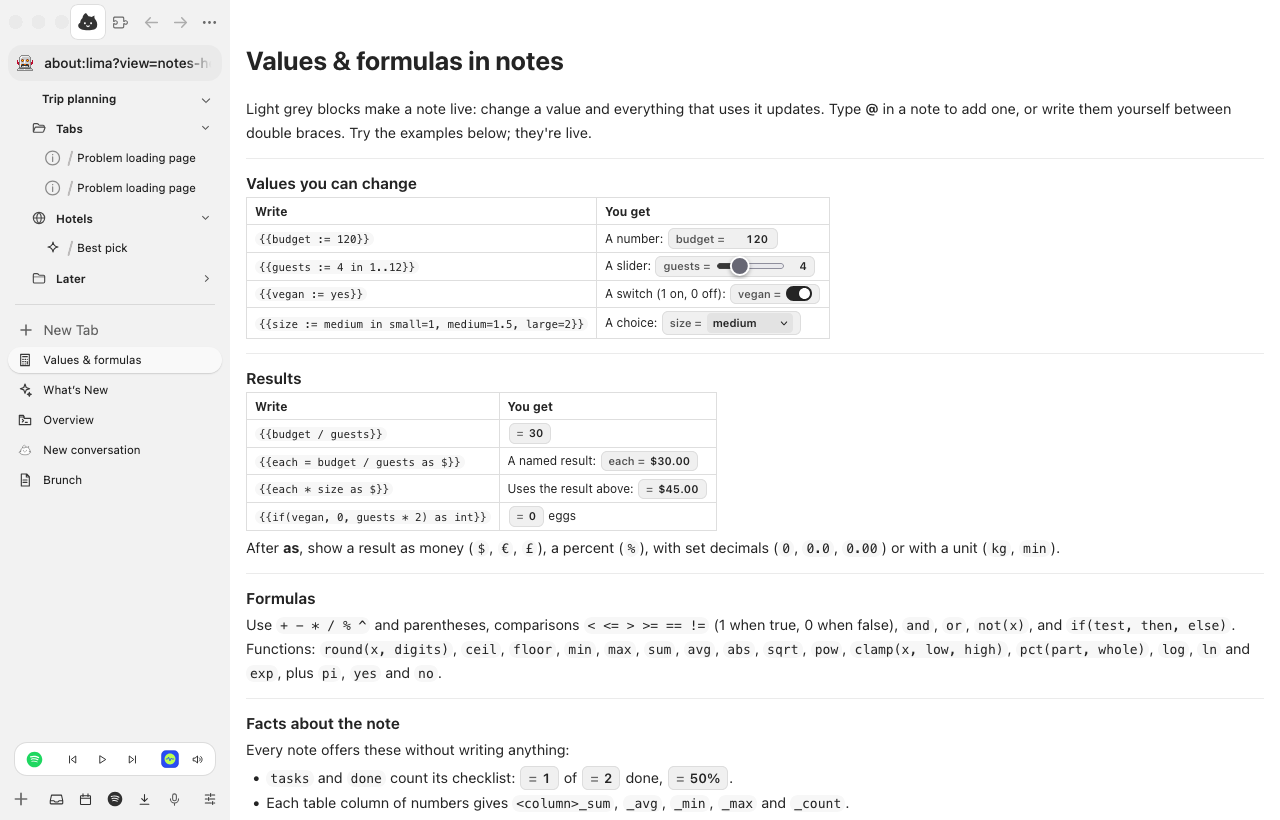 about:lima?view=notes-h
Trip planning
Tabs
/ Problem loading page
/ Problem loading page
Hotels
/ Best pick
Later
New Tab
Values & formulas
What's New
Overview
New conversation
Brunch
Values & formulas in notes
Light grey blocks make a note live: change a value and everything that uses it updates. Type @ in a note to add one, or write them yourself between
double braces. Try the examples below; they're live.
Values you can change
Write You get
{{budget := 120}} A number: budget = 120
{{guests := 4 in 1..12}} A slider: guests = 4
{{vegan := yes}} A switch (1 on, 0 off): vegan =
{{size := medium in small=1, medium=1.5, large=2}} A choice: size = medium
Results
Write You get
{{budget / guests}} = 30
{{each = budget / guests as $}} A named result: each = $30.00
{{each * size as $}} Uses the result above: = $45.00
{{if(vegan, 0, guests * 2) as int}} = 0 eggs
After as, show a result as money ( $ , € , £ ), a percent ( % ), with set decimals ( 0 , 0.0 , 0.00 ) or with a unit ( kg , min ).
Formulas
Use + − * / % ^ and parentheses, comparisons < <= > >= == != (1 when true, 0 when false), and , or , not(x) , and if(test, then, else) .
Functions: round(x, digits) , ceil , floor , min , max , sum , avg , abs , sqrt , pow , clamp(x, low, high) , pct(part, whole) , log , ln and
exp , plus pi , yes and no .
Facts about the note
Every note offers these without writing anything:
• tasks and done count its checklist: = 1 of = 2 done, = 50% .
• Each table column of numbers gives <column>_sum , _avg , _min , _max and _count .